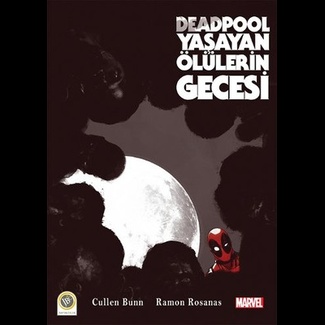 DEADPOOL
YAŞAYAN
ÖLÜLERİN
GECESİ
Cullen Bunn Ramon Rosanas
MARVEL